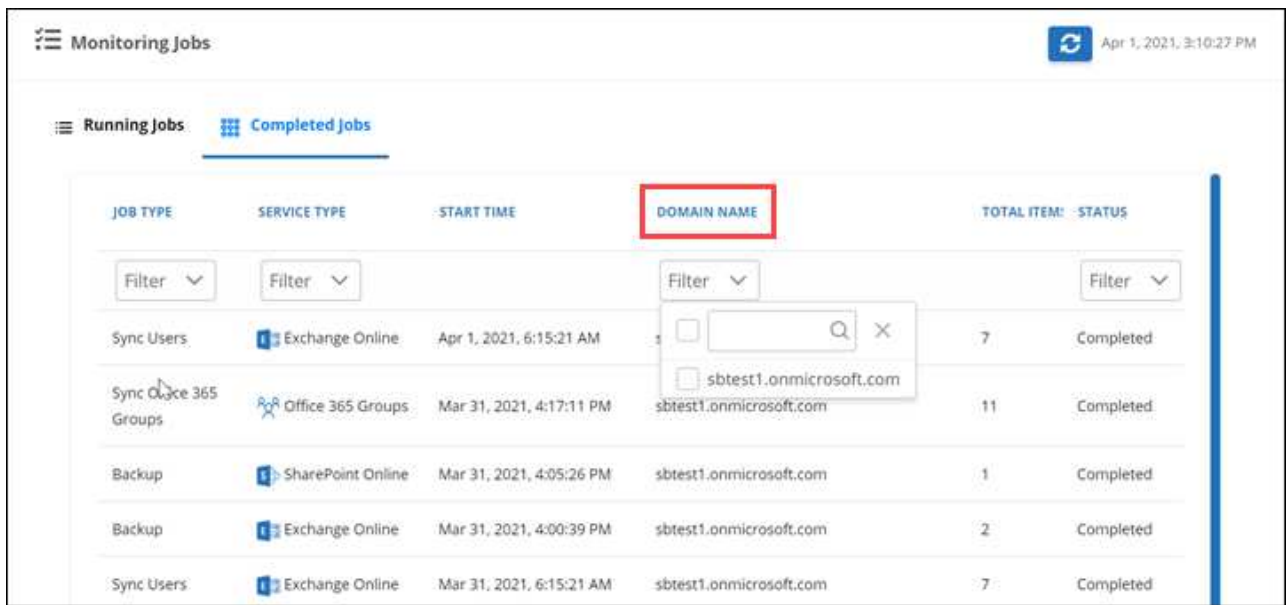 Monitoring Jobs
Apr 1, 2021, 3:10:27 PM
Running Jobs
Completed Jobs
JOB TYPE SERVICE TYPE START TIME DOMAIN NAME TOTAL ITEM: STATUS
Filter Filter Filter Filter
Sync Users Exchange Online Apr 1, 2021, 6:15:21 AM 7 Completed
sbtest1.onmicrosoft.com
Sync Office 365
Groups
Office 365 Groups Mar 31, 2021, 4:17:11 PM sbtest1.onmicrosoft.com 11 Completed
Backup SharePoint Online Mar 31, 2021, 4:05:26 PM sbtest1.onmicrosoft.com 1 Completed
Backup Exchange Online Mar 31, 2021, 4:00:39 PM sbtest1.onmicrosoft.com 2 Completed
Sync Users Exchange Online Mar 31, 2021, 6:15:21 AM sbtest1.onmicrosoft.com 7 Completed